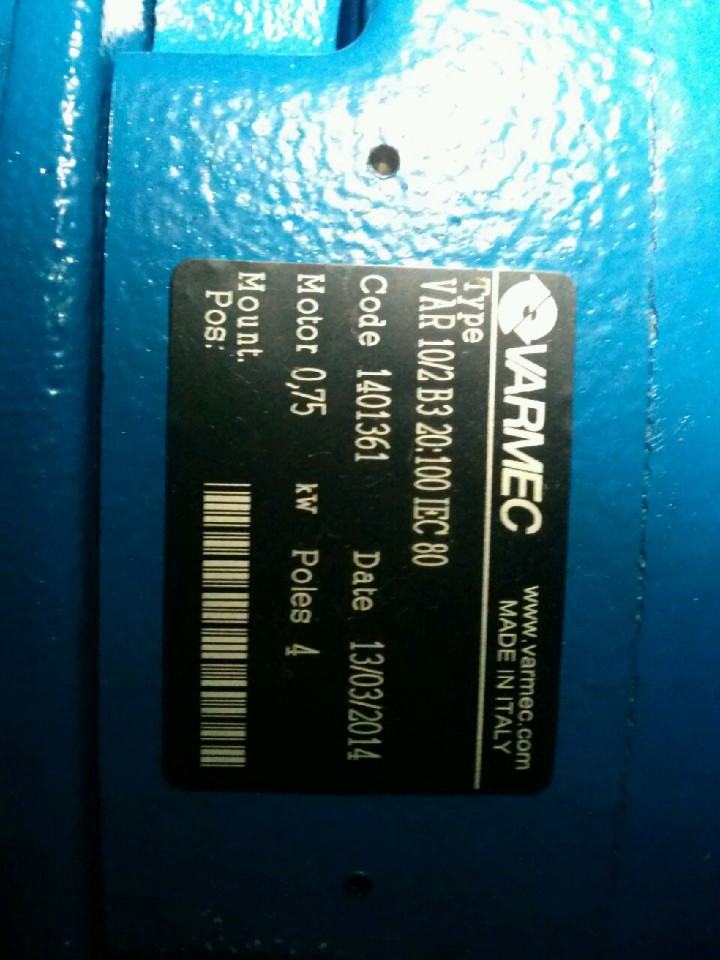 VARMEC
www.varmec.com
MADE IN ITALY
Type
VAR 10/2 B3 20:100 IEC 80
Code 1401361 Date 13/03/2014
Motor 0,75 kW Poles 4
Mount.
Pos: